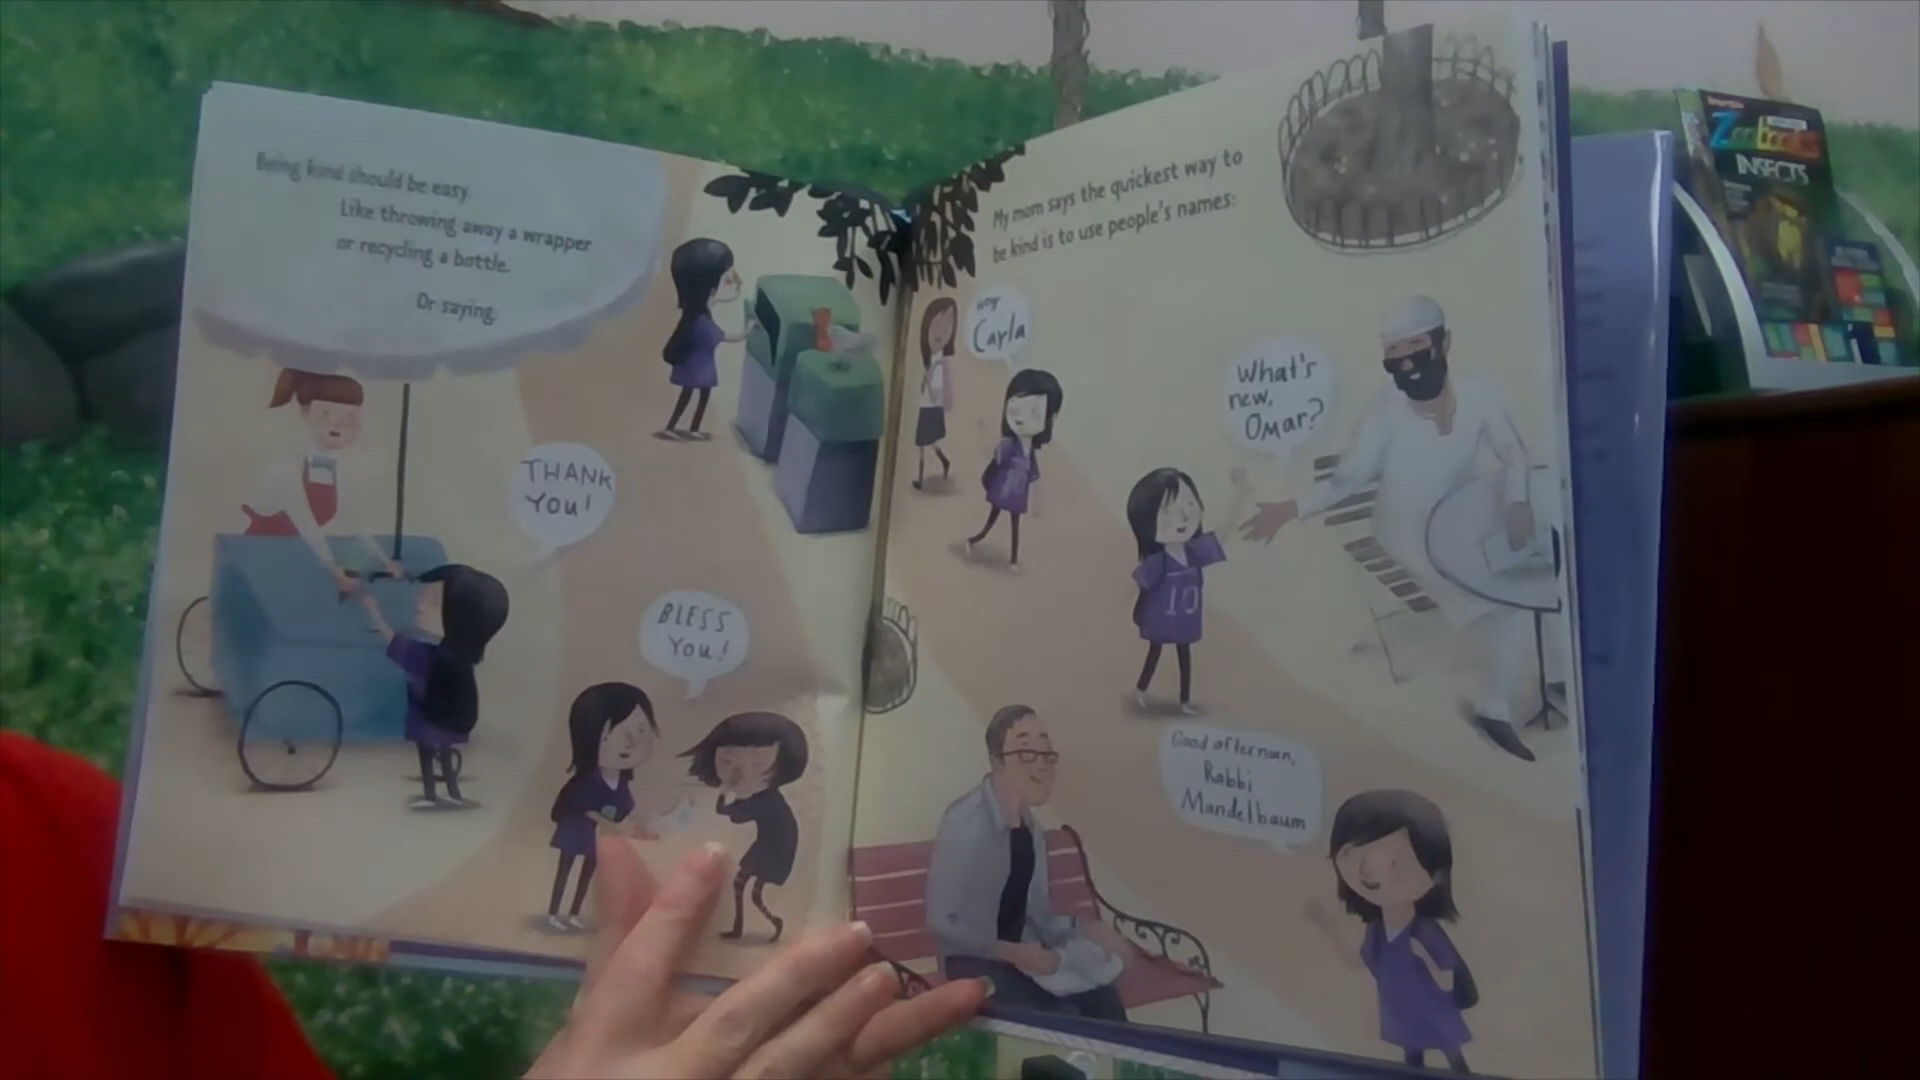 Being kind should be easy.
Like throwing away a wrapper
or recycling a bottle.
Or saying:
THANK
YOU!
BLESS
YOU!
My mom says the quickest way to
be kind is to use people's names:
Carla
What's
new,
Omar?
10
Good afternoon,
Rabbi
Mandelbaum
Zoobooks
INSECTS